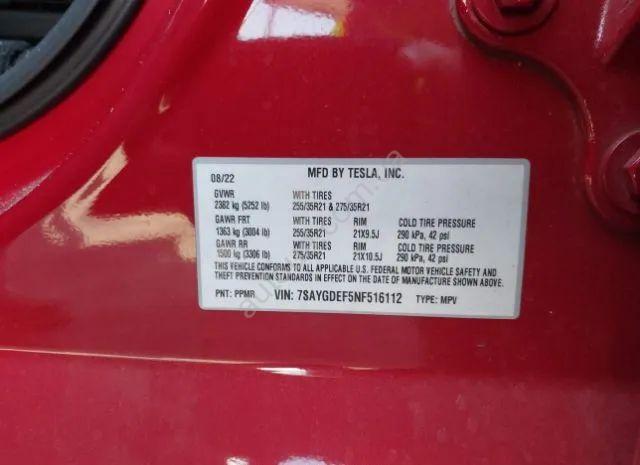 08/22 MFD BY TESLA, INC.
GVWR WITH TIRES
2382 kg (5252 lb) 255/35R21 & 275/35R21
GAWR FRT WITH TIRES RIM COLD TIRE PRESSURE
1363 kg (3004 lb) 255/35R21 21X9.5J 290 kPa, 42 psi
GAWR RR WITH TIRES RIM COLD TIRE PRESSURE
1500 kg (3306 lb) 275/35R21 21X10.5J 290 kPa, 42 psi
THIS VEHICLE CONFORMS TO ALL APPLICABLE U.S. FEDERAL MOTOR VEHICLE SAFETY AND
THEFT PREVENTION STANDARDS IN EFFECT ON THE DATE OF MANUFACTURE SHOWN ABOVE.
PNT: PPMR VIN: 7SAYGDEF5NF516112 TYPE: MPV